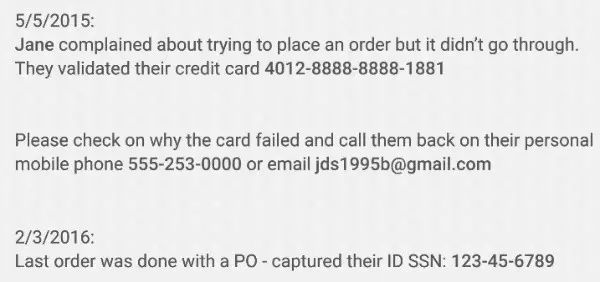 5/5/2015:
Jane complained about trying to place an order but it didn't go through.
They validated their credit card 4012-8888-8888-1881
Please check on why the card failed and call them back on their personal
mobile phone 555-253-0000 or email jds1995b@gmail.com
2/3/2016:
Last order was done with a PO - captured their ID SSN: 123-45-6789